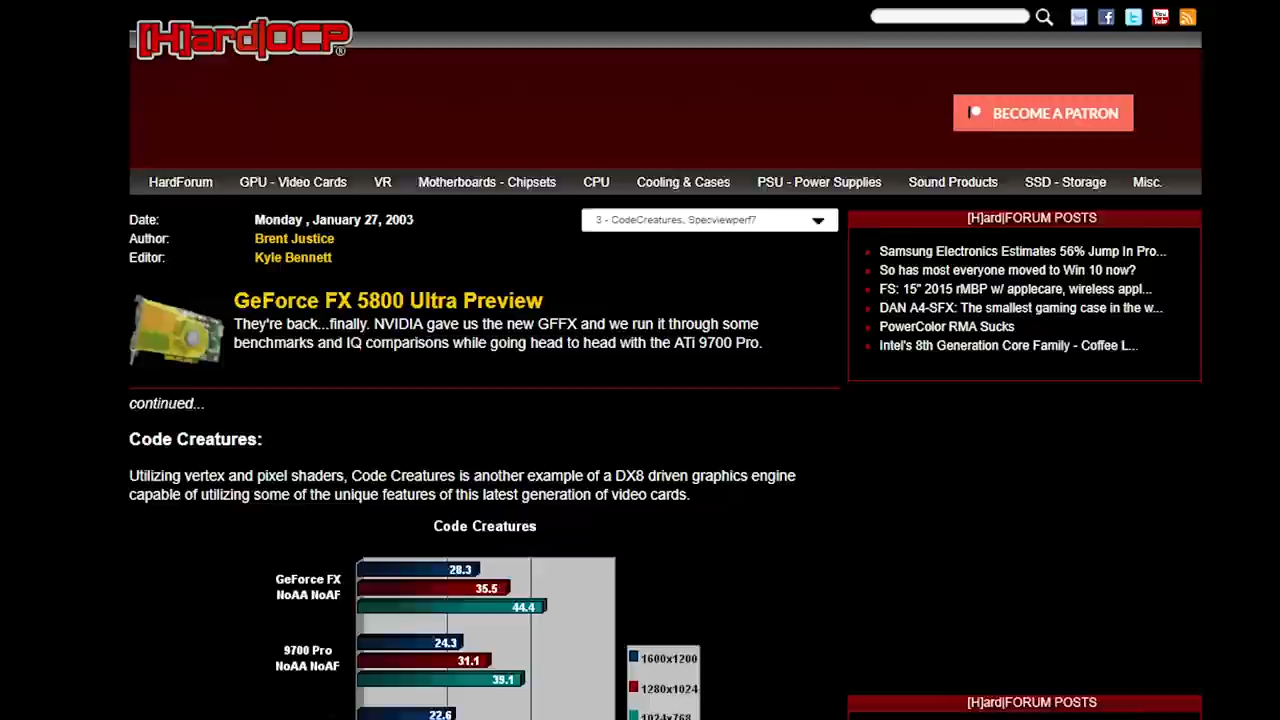 [H]ard|OCP®
BECOME A PATRON
HardForum GPU - Video Cards VR Motherboards - Chipsets CPU Cooling & Cases PSU - Power Supplies Sound Products SSD - Storage Misc.
Date: Monday , January 27, 2003
Author: Brent Justice
Editor: Kyle Bennett
3 - CodeCreatures, Specviewperf7
GeForce FX 5800 Ultra Preview
They're back...finally. NVIDIA gave us the new GFFX and we run it through some
benchmarks and IQ comparisons while going head to head with the ATi 9700 Pro.
continued...
Code Creatures:
Utilizing vertex and pixel shaders, Code Creatures is another example of a DX8 driven graphics engine
capable of utilizing some of the unique features of this latest generation of video cards.
Code Creatures
GeForce FX
NoAA NoAF
28.3
35.5
44.4
9700 Pro
NoAA NoAF
24.3
31.1
39.1
22.6
1600x1200
1280x1024
1024x768
[H]ard|FORUM POSTS
Samsung Electronics Estimates 56% Jump In Pro...
So has most everyone moved to Win 10 now?
FS: 15" 2015 rMBP w/ applecare, wireless appl...
DAN A4-SFX: The smallest gaming case in the w...
PowerColor RMA Sucks
Intel's 8th Generation Core Family - Coffee L...
[H]ard|FORUM POSTS